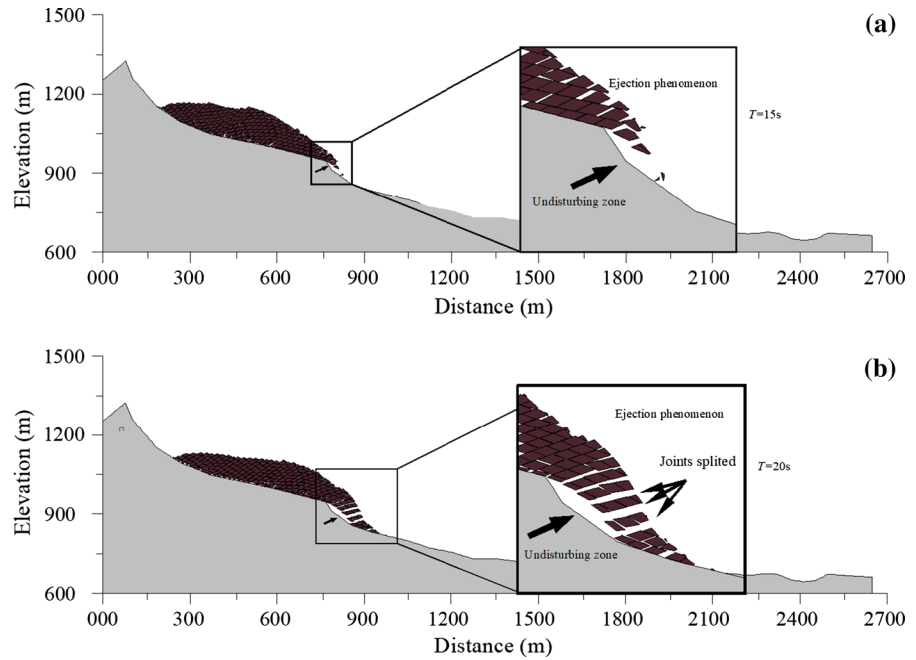 (a)
1500
1200
900
600
Elevation (m)
Ejection phenomenon
T=15s
Undisturbing zone
000 300 600 900 1200 1500 1800 2100 2400 2700
Distance (m)
(b)
1500
1200
900
600
Elevation (m)
Ejection phenomenon
Joints splited
T=20s
Undisturbing zone
000 300 600 900 1200 1500 1800 2100 2400 2700
Distance (m)